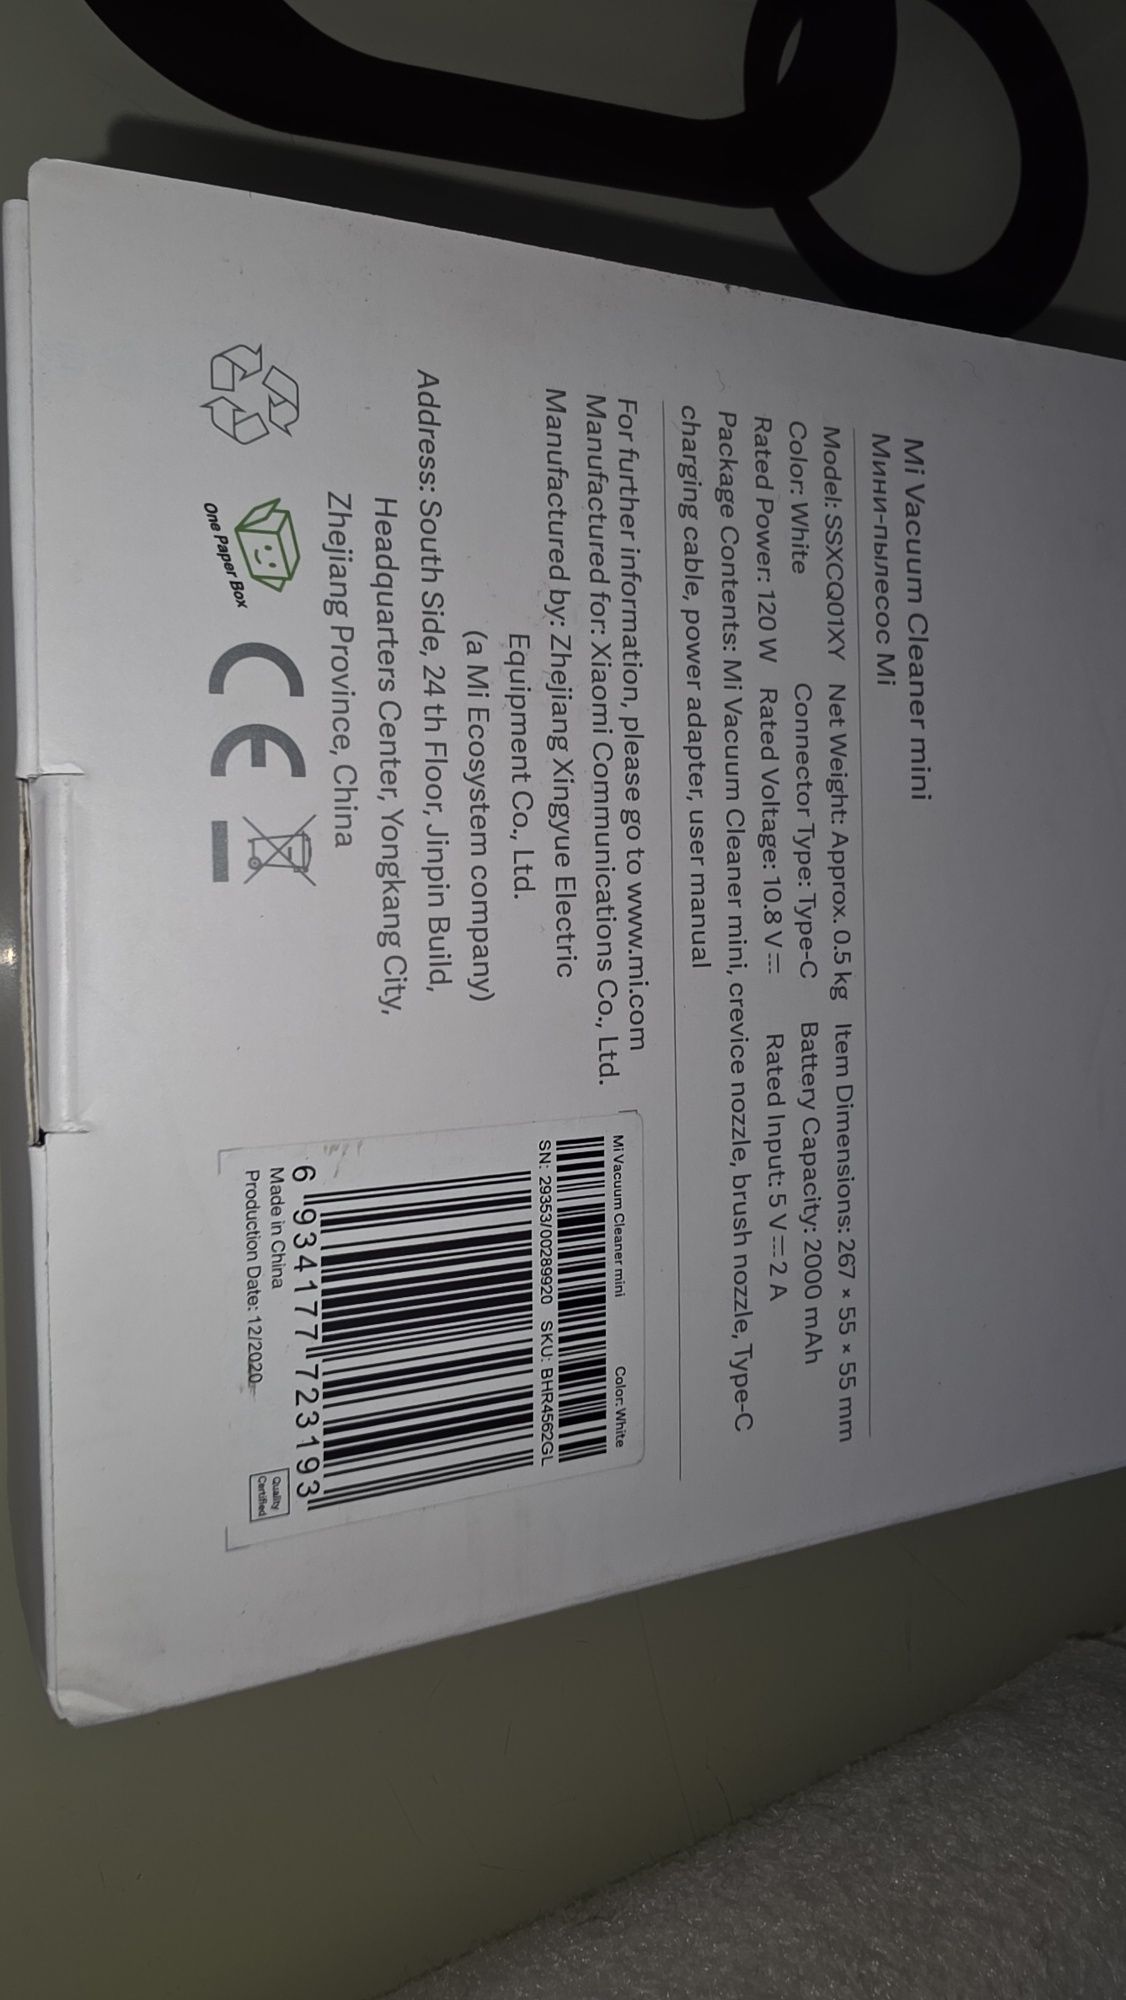 Mi Vacuum Cleaner mini
Мини-пылесос Mi
Model: SSXCQ01XY Net Weight: Approx. 0.5 kg Item Dimensions: 267 × 55 × 55 mm
Color: White Connector Type: Type-C Battery Capacity: 2000 mAh
Rated Power: 120 W Rated Voltage: 10.8 V⎓ Rated Input: 5 V⎓2 A
Package Contents: Mi Vacuum Cleaner mini, crevice nozzle, brush nozzle, Type-C
charging cable, power adapter, user manual
For further information, please go to www.mi.com
Manufactured for: Xiaomi Communications Co., Ltd.
Manufactured by: Zhejiang Xingyue Electric
Equipment Co., Ltd.
(a Mi Ecosystem company)
Address: South Side, 24 th Floor, Jinpin Build,
Headquarters Center, Yongkang City,
Zhejiang Province, China
One Paper Box
CE
Mi Vacuum Cleaner mini Color: White
SN: 29353/00289920 SKU: BHR4562GL
6 934177 723193
Made in China
Production Date: 12/2020
Quality
Certified